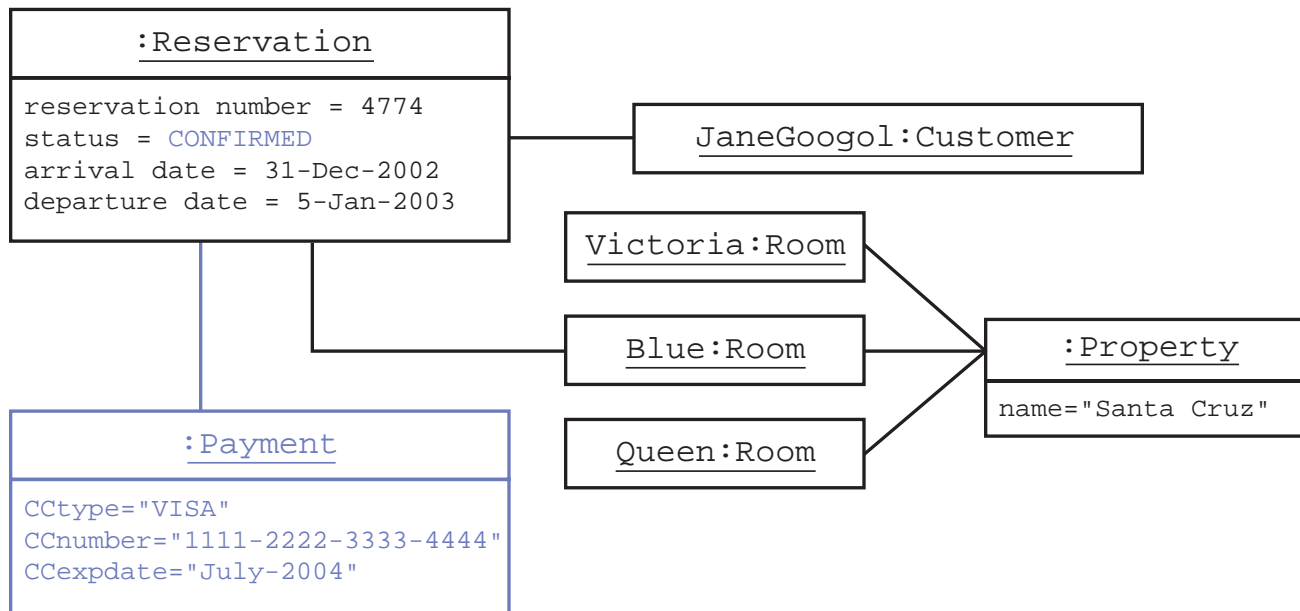 :Reservation
reservation number = 4774
status = CONFIRMED
arrival date = 31-Dec-2002
departure date = 5-Jan-2003
JaneGoogol:Customer
Victoria:Room
Blue:Room
Queen:Room
:Property
name="Santa Cruz"
:Payment
CCtype="VISA"
CCnumber="1111-2222-3333-4444"
CCexpdate="July-2004"